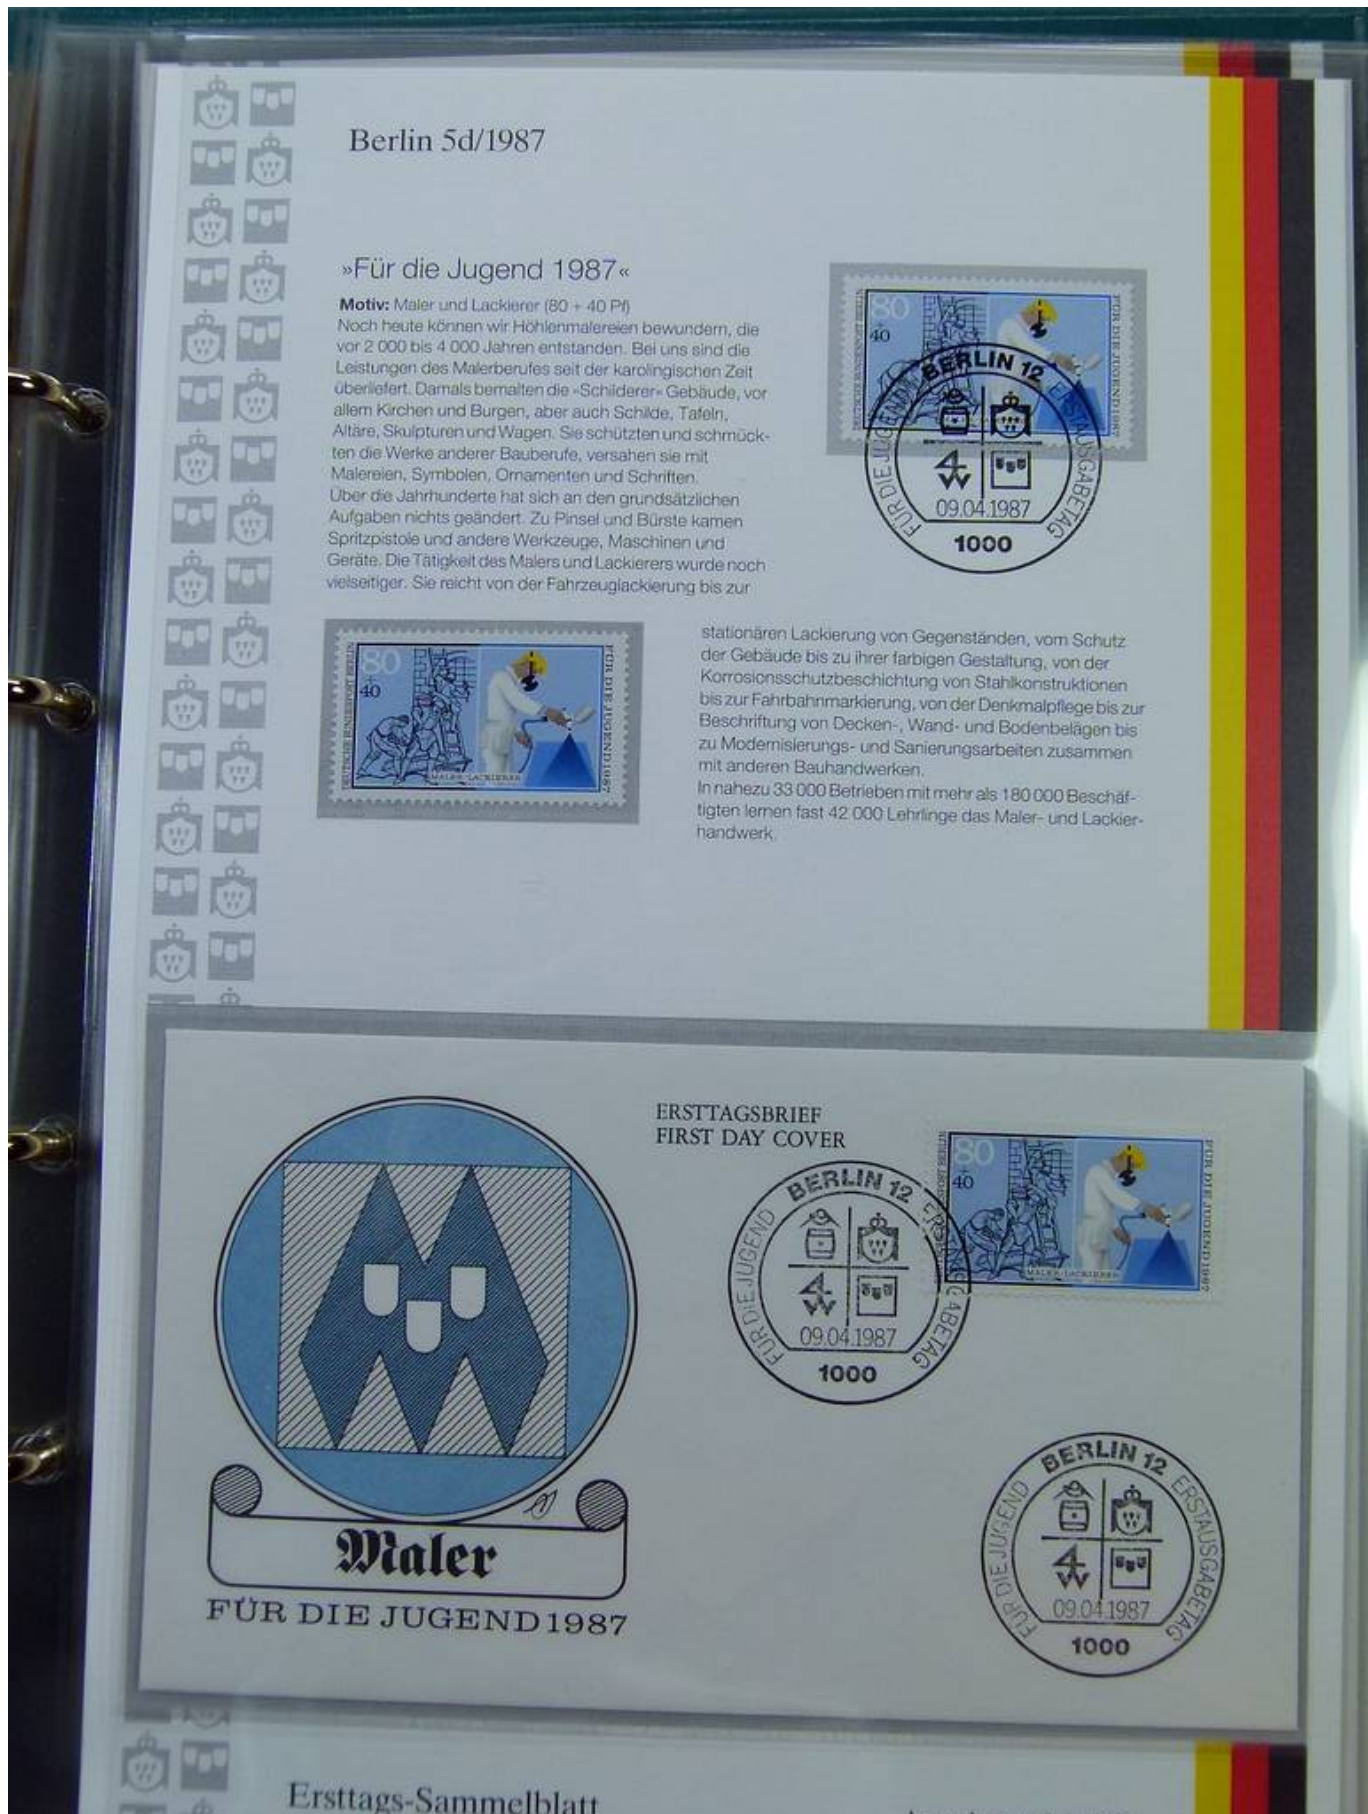 Berlin 5d/1987
»Für die Jugend 1987«
Motiv: Maler und Lackierer (80 + 40 Pf)
Noch heute können wir Höhlenmalereien bewundern, die
vor 2 000 bis 4 000 Jahren entstanden. Bei uns sind die
Leistungen des Malerberufes seit der karolingischen Zeit
überliefert. Damals bemalten die »Schilderer« Gebäude, vor
allem Kirchen und Burgen, aber auch Schilde, Tafeln,
Altäre, Skulpturen und Wagen. Sie schützten und schmück-
ten die Werke anderer Bauberufe, versahen sie mit
Malereien, Symbolen, Ornamenten und Schriften.
Über die Jahrhunderte hat sich an den grundsätzlichen
Aufgaben nichts geändert. Zu Pinsel und Bürste kamen
Spritzpistole und andere Werkzeuge, Maschinen und
Geräte. Die Tätigkeit des Malers und Lackierers wurde noch
vielseitiger. Sie reicht von der Fahrzeuglackierung bis zur
80
+
40
DEUTSCHE BUNDESPOST BERLIN
FÜR DIE JUGEND 1987
BERLIN 12
FÜR DIE JUGEND
ERSTAUSGABETAG
09.04.1987
1000
80
+
40
DEUTSCHE BUNDESPOST BERLIN
FÜR DIE JUGEND 1987
MALER · LACKIERER
stationären Lackierung von Gegenständen, vom Schutz
der Gebäude bis zu ihrer farbigen Gestaltung, von der
Korrosionsschutzbeschichtung von Stahlkonstruktionen
bis zur Fahrbahnmarkierung, von der Denkmalpflege bis zur
Beschriftung von Decken-, Wand- und Bodenbelägen bis
zu Modernisierungs- und Sanierungsarbeiten zusammen
mit anderen Bauhandwerken.
In nahezu 33 000 Betrieben mit mehr als 180 000 Beschäf-
tigten lernen fast 42 000 Lehrlinge das Maler- und Lackier-
handwerk.
ERSTTAGSBRIEF
FIRST DAY COVER
80
+
40
FÜR DIE JUGEND 1987
MALER · LACKIERER
BERLIN 12
FÜR DIE JUGEND
ERSTAUSGABETAG
09.04.1987
1000
Maler
FÜR DIE JUGEND 1987
BERLIN 12
FÜR DIE JUGEND
ERSTAUSGABETAG
09.04.1987
1000
Ersttags-Sammelblatt